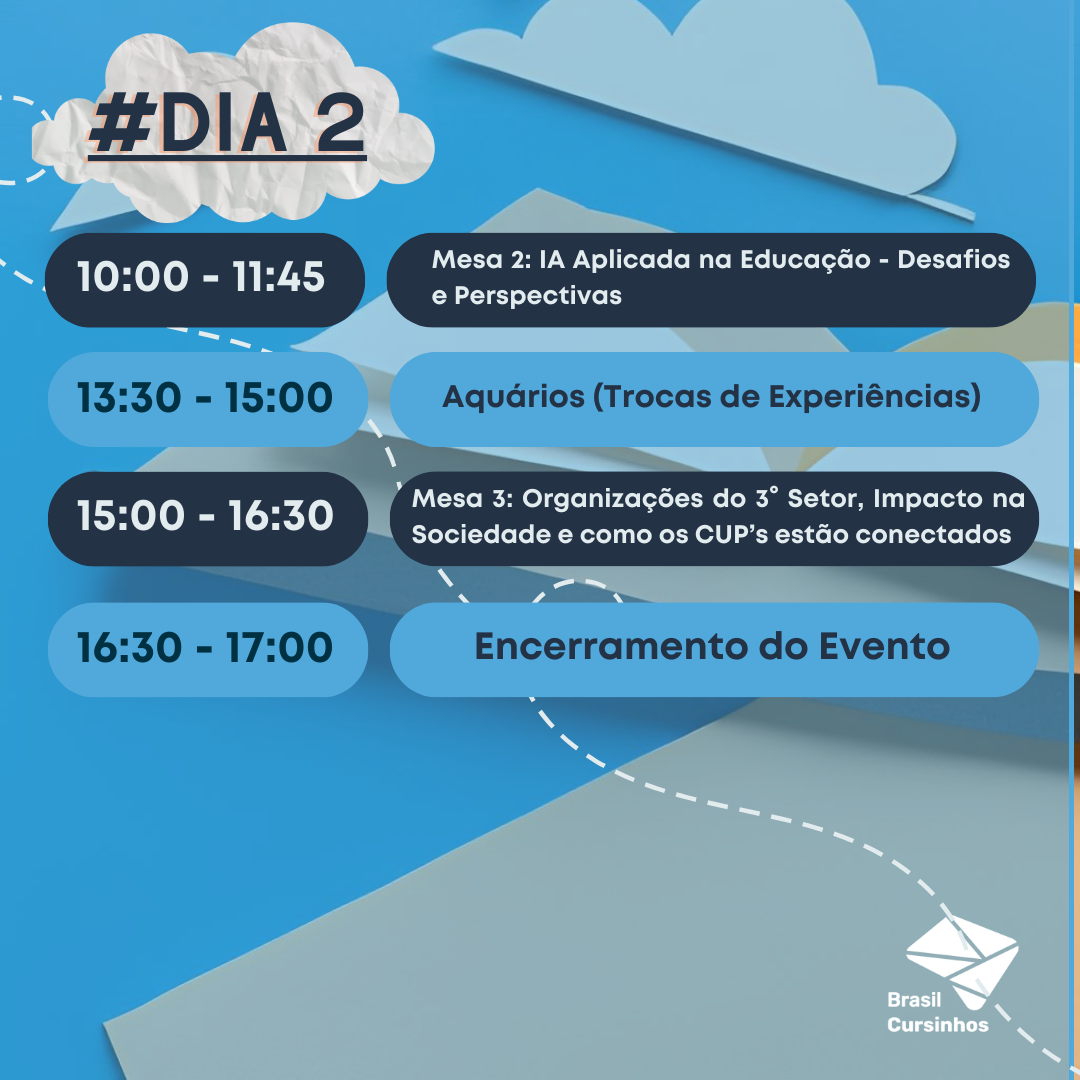 #DIA 2
10:00 - 11:45
Mesa 2: IA Aplicada na Educação - Desafios
e Perspectivas
13:30 - 15:00
Aquários (Trocas de Experiências)
15:00 - 16:30
Mesa 3: Organizações do 3° Setor, Impacto na
Sociedade e como os CUP’s estão conectados
16:30 - 17:00
Encerramento do Evento
Brasil
Cursinhos